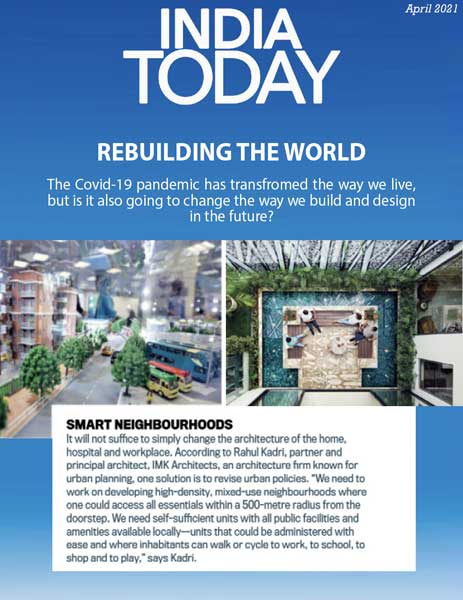 April 2021
INDIA
TODAY
REBUILDING THE WORLD
The Covid-19 pandemic has transfromed the way we live,
but is it also going to change the way we build and design
in the future?
SMART NEIGHBOURHOODS
It will not suffice to simply change the architecture of the home,
hospital and workplace. According to Rahul Kadri, partner and
principal architect, IMK Architects, an architecture firm known for
urban planning, one solution is to revise urban policies. “We need to
work on developing high-density, mixed-use neighbourhoods where
one could access all essentials within a 500-metre radius from the
doorstep. We need self-sufficient units with all public facilities and
amenities available locally—units that could be administered with
ease and where inhabitants can walk or cycle to work, to school, to
shop and to play,” says Kadri.